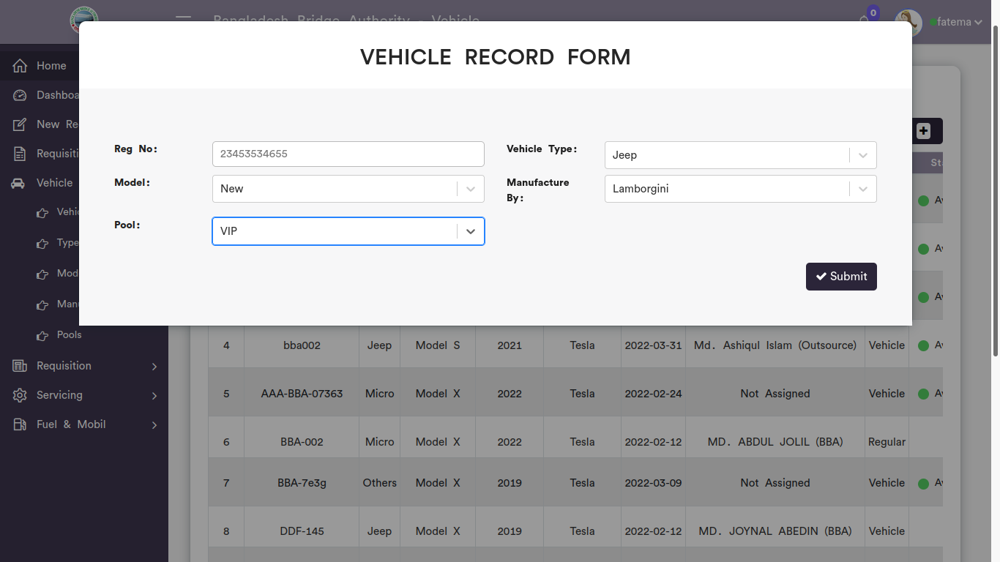 Bangladesh Bridge Authority - Vehicle
0
fatema
VEHICLE RECORD FORM
Home
Dashboa
New Re
Requisiti
Vehicle
Vehic
Type
Mod
Manu
Pools
Requisition
Servicing
Fuel & Mobil
Reg No:
23453534655
Vehicle Type:
Jeep
Model:
New
Manufacture
By:
Lamborgini
Pool:
VIP
Submit
Sta
Av
Av
Av
4 bba002 Jeep Model S 2021 Tesla 2022-03-31 Md. Ashiqul Islam (Outsource) Vehicle Av
5 AAA-BBA-07363 Micro Model X 2022 Tesla 2022-02-24 Not Assigned Vehicle Av
6 BBA-002 Micro Model X 2022 Tesla 2022-02-12 MD. ABDUL JOLIL (BBA) Regular
7 BBA-7e3g Others Model X 2019 Tesla 2022-03-09 Not Assigned Vehicle Av
8 DDF-145 Jeep Model X 2019 Tesla 2022-02-12 MD. JOYNAL ABEDIN (BBA) Vehicle